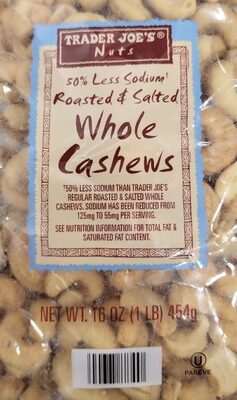 TRADER JOE'S®
Nuts
50% Less Sodium†
Roasted & Salted
Whole
Cashews
†50% LESS SODIUM THAN TRADER JOE'S
REGULAR ROASTED & SALTED WHOLE
CASHEWS. SODIUM HAS BEEN REDUCED FROM
125mg TO 55mg PER SERVING.
SEE NUTRITION INFORMATION FOR TOTAL FAT &
SATURATED FAT CONTENT.
NET WT. 16 OZ (1 LB) 454g
U
PAREVE